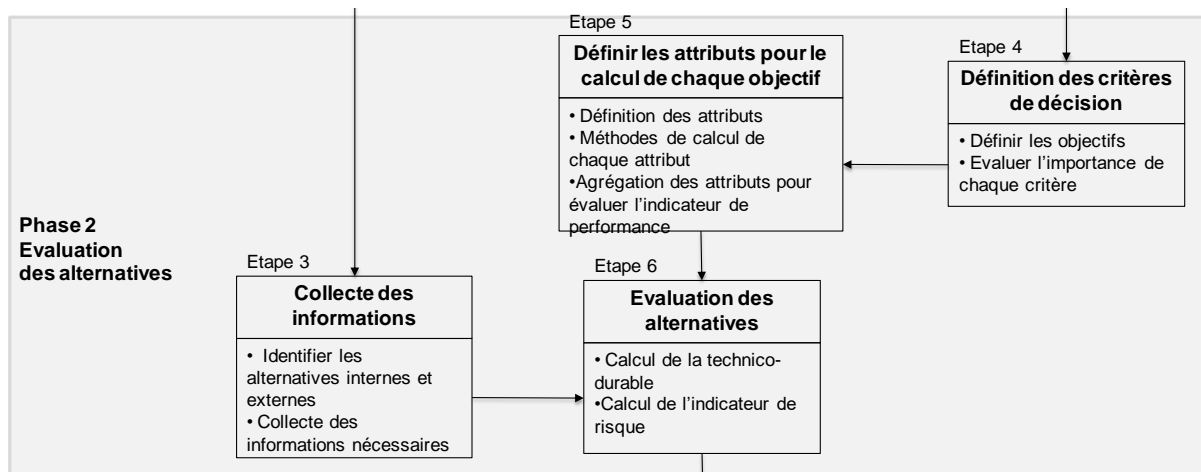 Etape 5
Définir les attributs pour le
calcul de chaque objectif
• Définition des attributs
• Méthodes de calcul de
chaque attribut
•Agrégation des attributs pour
évaluer l'indicateur de
performance
Etape 4
Définition des critères
de décision
• Définir les objectifs
• Evaluer l'importance de
chaque critère
Phase 2
Evaluation
des alternatives
Etape 3
Collecte des
informations
• Identifier les
alternatives internes et
externes
• Collecte des
informations nécessaires
Etape 6
Evaluation des
alternatives
• Calcul de la technico-
durable
•Calcul de l'indicateur de
risque